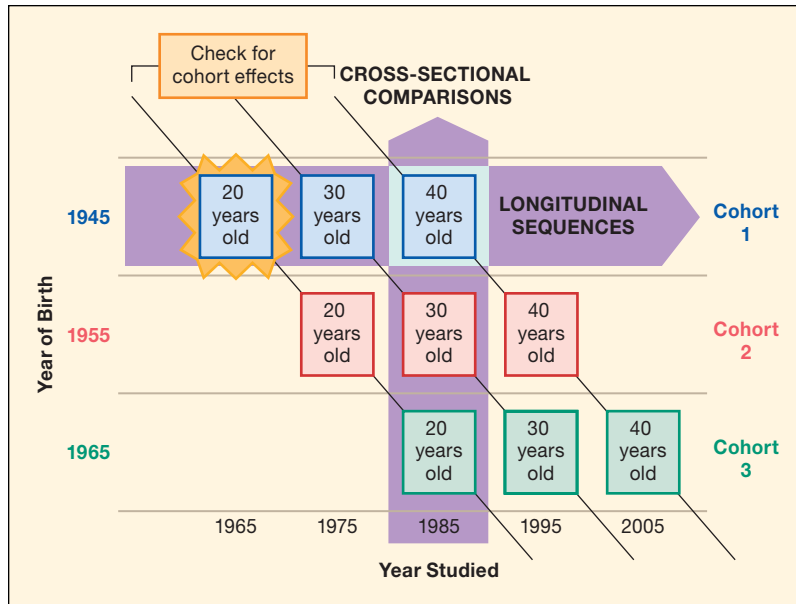 Check for
cohort effects
CROSS-SECTIONAL
COMPARISONS
Year of Birth
1945
20
years
old
30
years
old
40
years
old
LONGITUDINAL
SEQUENCES
Cohort
1
1955
20
years
old
30
years
old
40
years
old
Cohort
2
1965
20
years
old
30
years
old
40
years
old
Cohort
3
1965 1975 1985 1995 2005
Year Studied